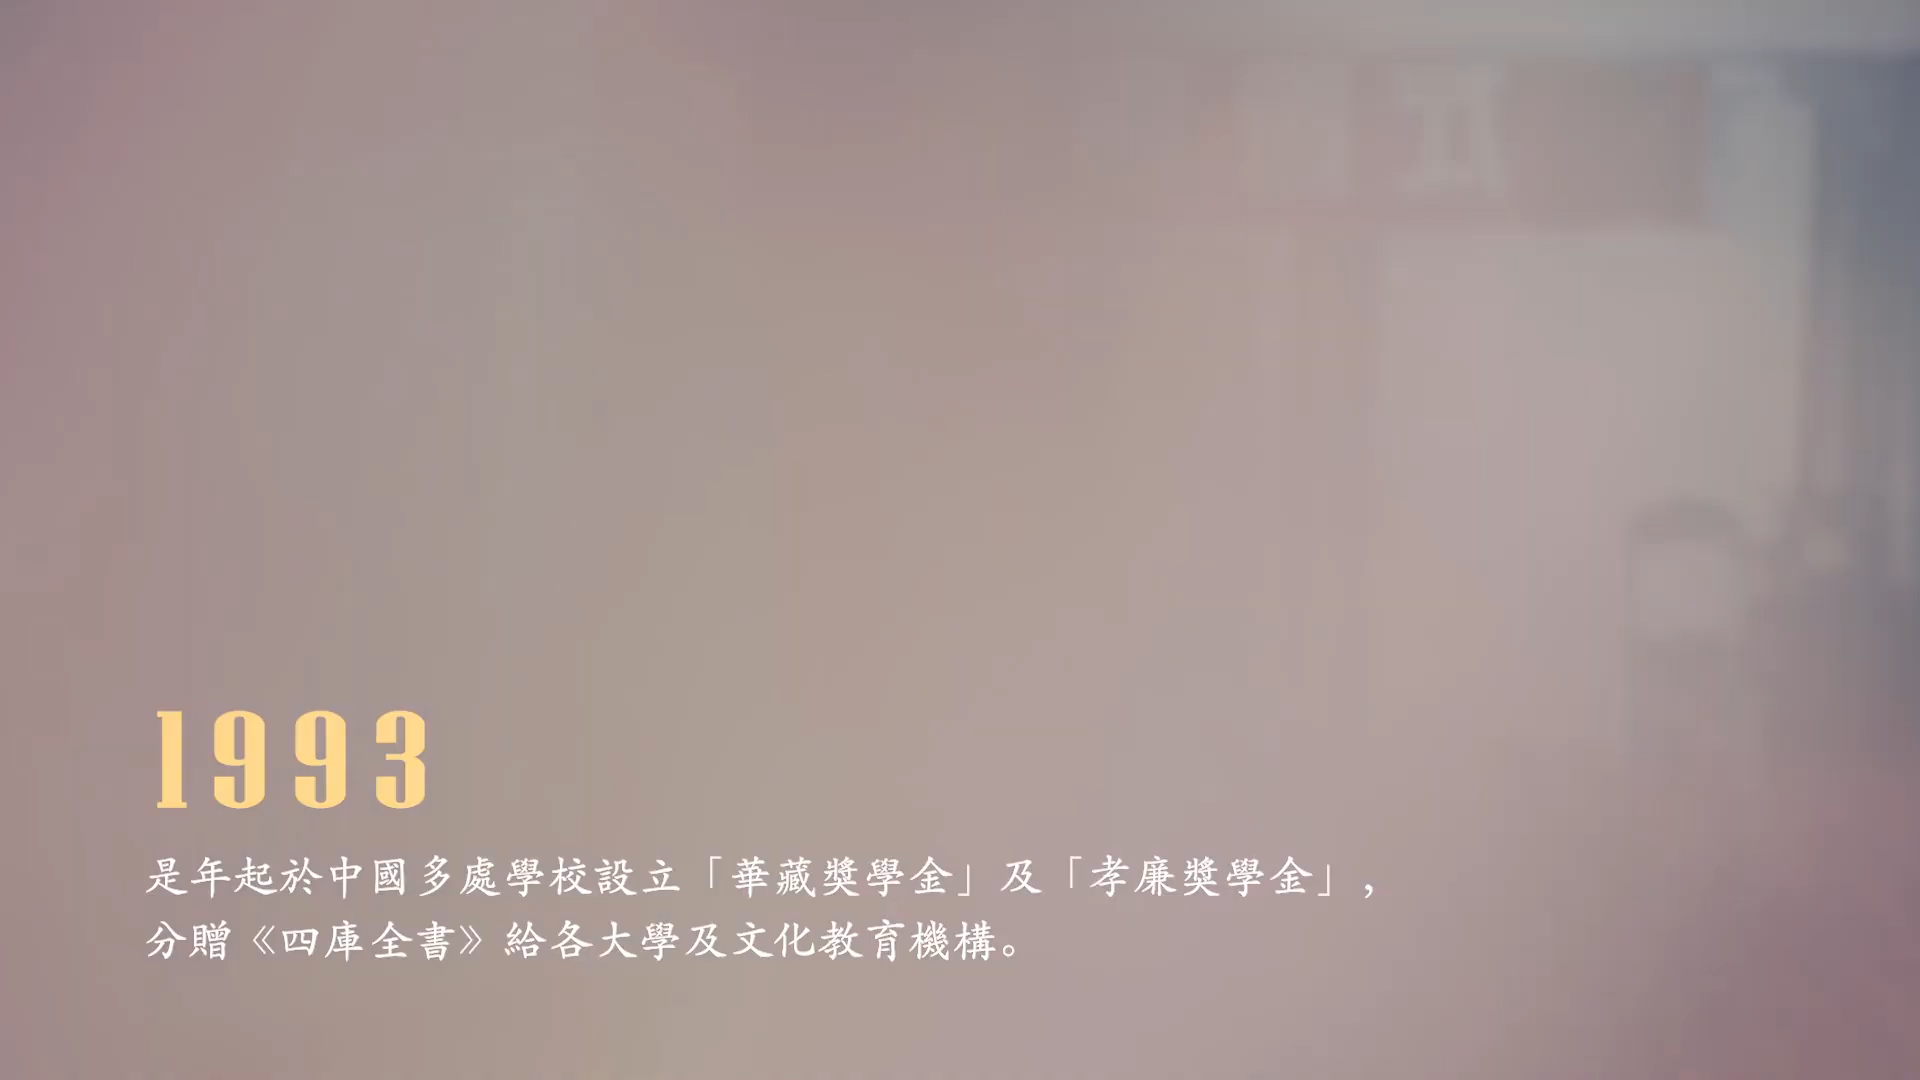 1993
是年起於中國多處學校設立「華藏獎學金」及「孝廉獎學金」，
分贈《四庫全書》給各大學及文化教育機構。